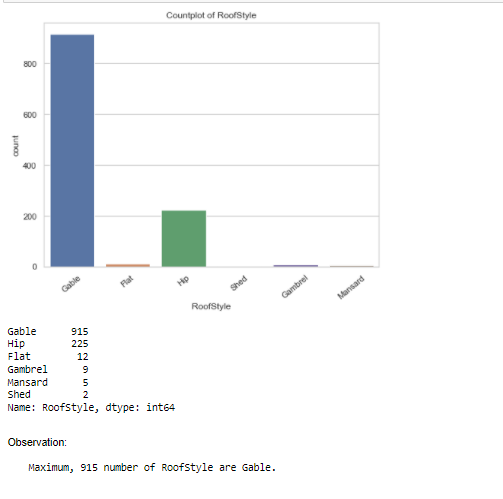 Countplot of RoofStyle
800
600
400
200
0
count
Gable Flat Hip Shed Gambrel Mansard
RoofStyle
Gable 915
Hip 225
Flat 12
Gambrel 9
Mansard 5
Shed 2
Name: RoofStyle, dtype: int64
Observation:
Maximum, 915 number of RoofStyle are Gable.